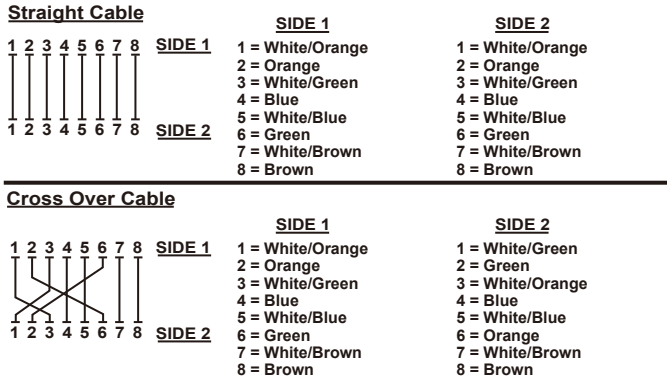 Straight Cable
SIDE 1 SIDE 2
1 2 3 4 5 6 7 8 SIDE 1
1 = White/Orange 1 = White/Orange
2 = Orange 2 = Orange
3 = White/Green 3 = White/Green
4 = Blue 4 = Blue
5 = White/Blue 5 = White/Blue
1 2 3 4 5 6 7 8 SIDE 2
6 = Green 6 = Green
7 = White/Brown 7 = White/Brown
8 = Brown 8 = Brown
Cross Over Cable
SIDE 1 SIDE 2
1 2 3 4 5 6 7 8 SIDE 1
1 = White/Orange 1 = White/Green
2 = Orange 2 = Green
3 = White/Green 3 = White/Orange
4 = Blue 4 = Blue
5 = White/Blue 5 = White/Blue
1 2 3 4 5 6 7 8 SIDE 2
6 = Green 6 = Orange
7 = White/Brown 7 = White/Brown
8 = Brown 8 = Brown